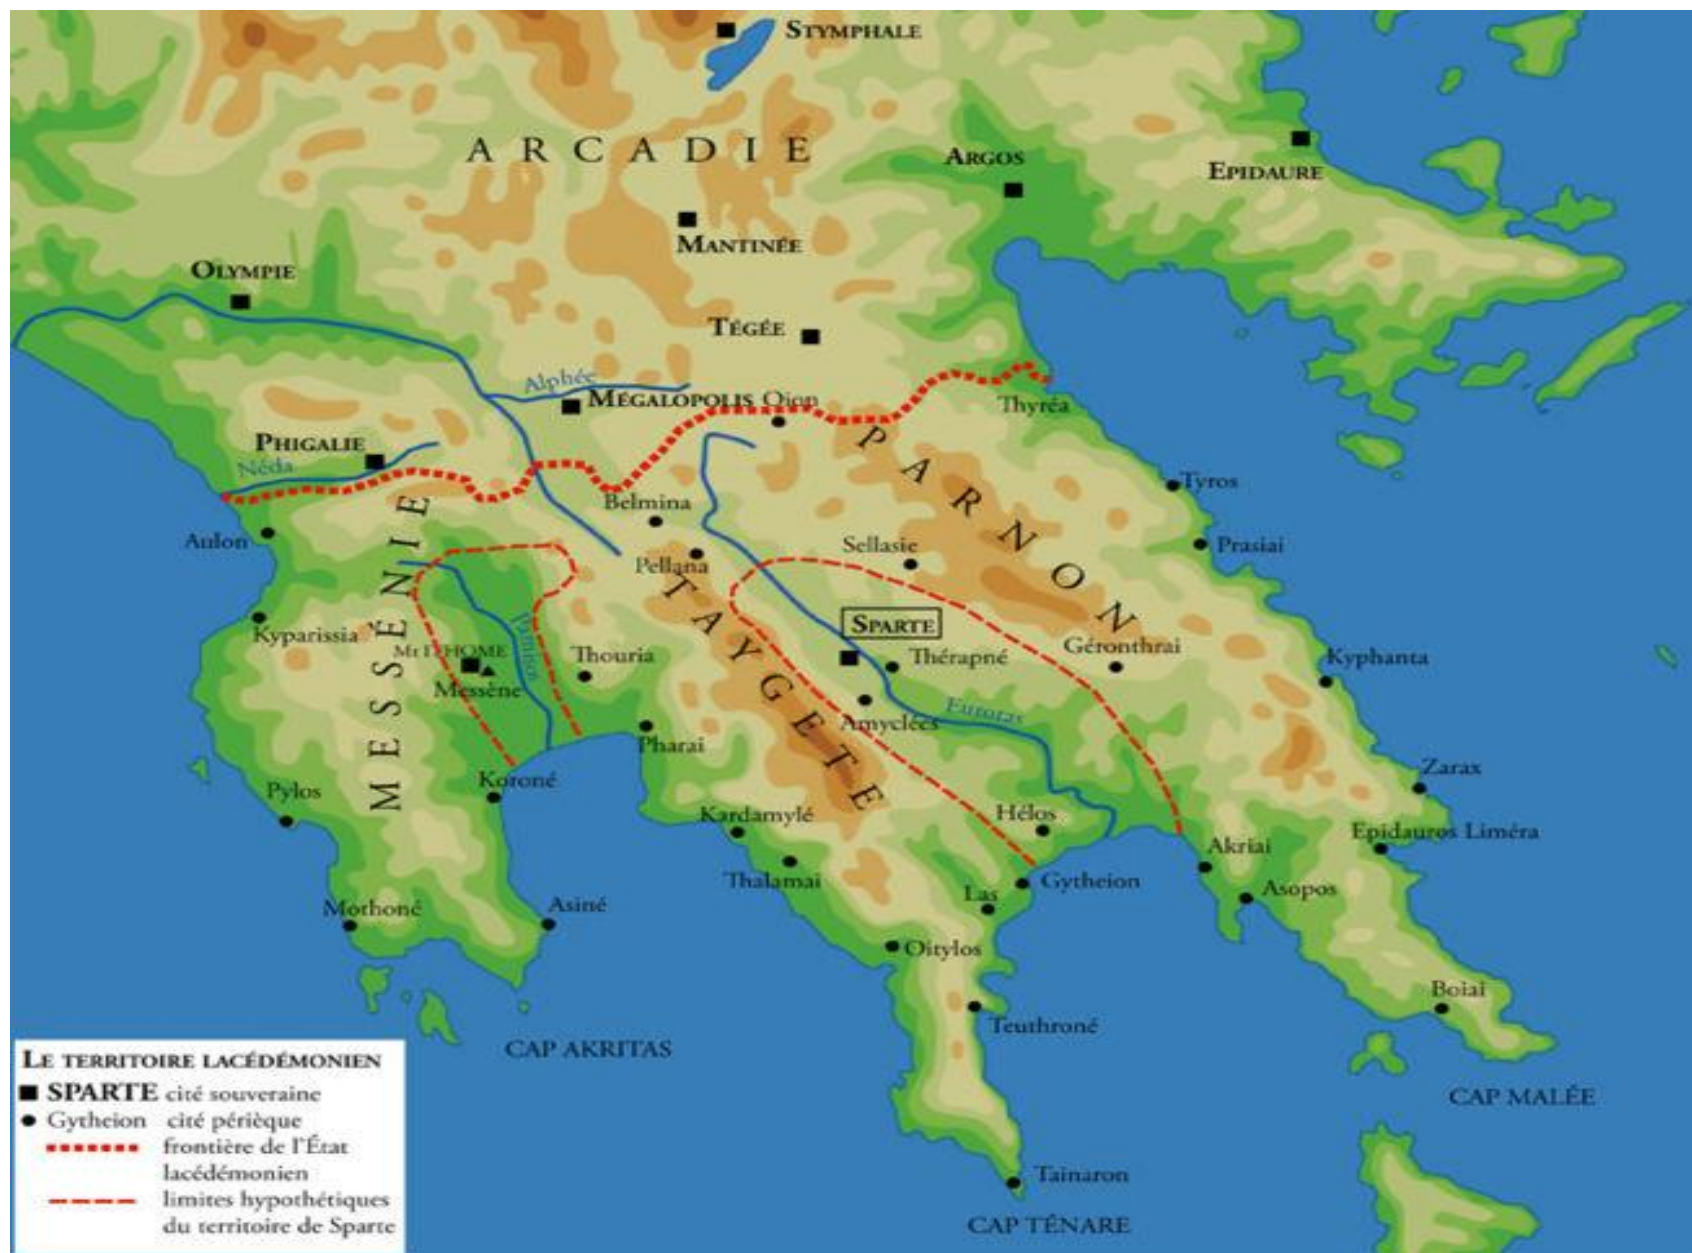 STYMPHALE
ARCADIE
ARGOS
EPIDAURE
MANTINÉE
OLYMPIE
TÉGÉE
Alphée
MÉGALOPOLIS
Oion
Thyréa
PHIGALIE
Néda
PARNON
Tyros
Belmina
Aulon
Sellasie
Prasiai
Pellana
MESSÉNIE
TAYGETE
SPARTE
Kyparissia
Mt ITHOME
Pamisos
Thouria
Thérapné
Géronthrai
Kyphanta
Messène
Amyclées
Eurotas
Pharai
Koroné
Zarax
Pylos
Kardamylé
Hélos
Epidauros Liméra
Akriai
Thalamai
Gytheion
Asopos
Las
Mothoné
Asiné
Oitylos
Boiai
Teuthroné
CAP AKRITAS
CAP MALÉE
Tainaron
CAP TÉNARE
LE TERRITOIRE LACÉDÉMONIEN
SPARTE cité souveraine
Gytheion cité périèque
frontière de l'État
lacédémonien
limites hypothétiques
du territoire de Sparte